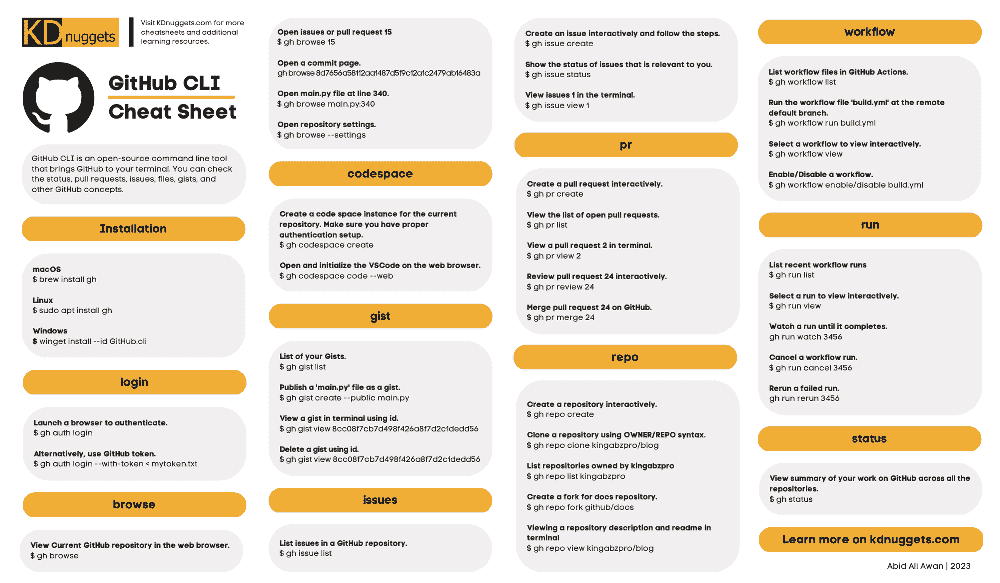 KD nuggets
Visit KDnuggets.com for more
cheatsheets and additional
learning resources.
GitHub CLI
Cheat Sheet
GitHub CLI is an open-source command line tool
that brings GitHub to your terminal. You can check
the status, pull requests, issues, files, gists, and
other GitHub concepts.
Installation
macOS
$ brew install gh
Linux
$ sudo apt install gh
Windows
$ winget install --id GitHub.cli
login
Launch a browser to authenticate.
$ gh auth login
Alternatively, use GitHub token.
$ gh auth login --with-token < mytoken.txt
browse
View Current GitHub repository in the web browser.
$ gh browse
Open issues or pull request 15
$ gh browse 15
Open a commit page.
gh browse
Open main.py file at line 340.
$ gh browse main.py:340
Open repository settings.
$ gh browse --settings
codespace
Create a code space instance for the current
repository. Make sure you have proper
authentication setup.
$ gh codespace create
Open and initialize the VSCode on the web browser.
$ gh codespace code --web
gist
List of your Gists.
$ gh gist list
Publish a 'main.py' file as a gist.
$ gh gist create --public main.py
View a gist in terminal using id.
$ gh gist view 8cc08f7cb7d498f426a8f7d2cfdedd56
Delete a gist using id.
$ gh gist view 8cc08f7cb7d498f426a8f7d2cfdedd56
issues
List issues in a GitHub repository.
$ gh issue list
Create an issue interactively and follow the steps.
$ gh issue create
Show the status of issues that is relevant to you.
$ gh issue status
View issues 1 in the terminal.
$ gh issue view 1
pr
Create a pull request interactively.
$ gh pr create
View the list of open pull requests.
$ gh pr list
View a pull request 2 in terminal.
$ gh pr view 2
Review pull request 24 interactively.
$ gh pr review 24
Merge pull request 24 on GitHub.
$ gh pr merge 24
repo
Create a repository interactively.
$ gh repo create
Clone a repository using OWNER/REPO syntax.
$ gh repo clone kingabzpro/blog
List repositories owned by kingabzpro
$ gh repo list kingabzpro
Create a fork for docs repository.
$ gh repo fork github/docs
Viewing a repository description and readme in
terminal
$ gh repo view kingabzpro/blog
workflow
List workflow files in GitHub Actions.
$ gh workflow list
Run the workflow file 'build.yml' at the remote
default branch.
$ gh workflow run build.yml
Select a workflow to view interactively.
$ gh workflow view
Enable/Disable a workflow.
$ gh workflow enable/disable build.yml
run
List recent workflow runs
$ gh run list
Select a run to view interactively.
$ gh run view
Watch a run until it completes.
gh run watch 3456
Cancel a workflow run.
$ gh run cancel 3456
Rerun a failed run.
gh run rerun 3456
status
View summary of your work on GitHub across all the
repositories.
$ gh status
Learn more on kdnuggets.com
Abid Ali Awan | 2023